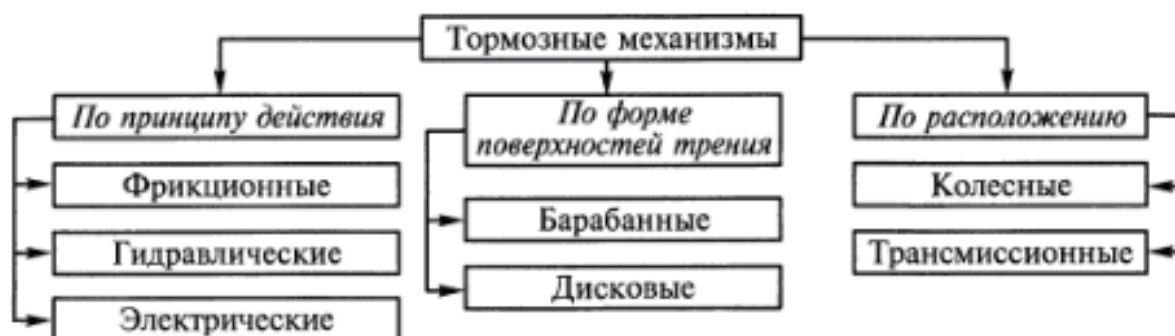 Тормозные механизмы
По принципу действия
Фрикционные
Гидравлические
Электрические
По форме
поверхностей трения
Барабанные
Дисковые
По расположению
Колесные
Трансмиссионные